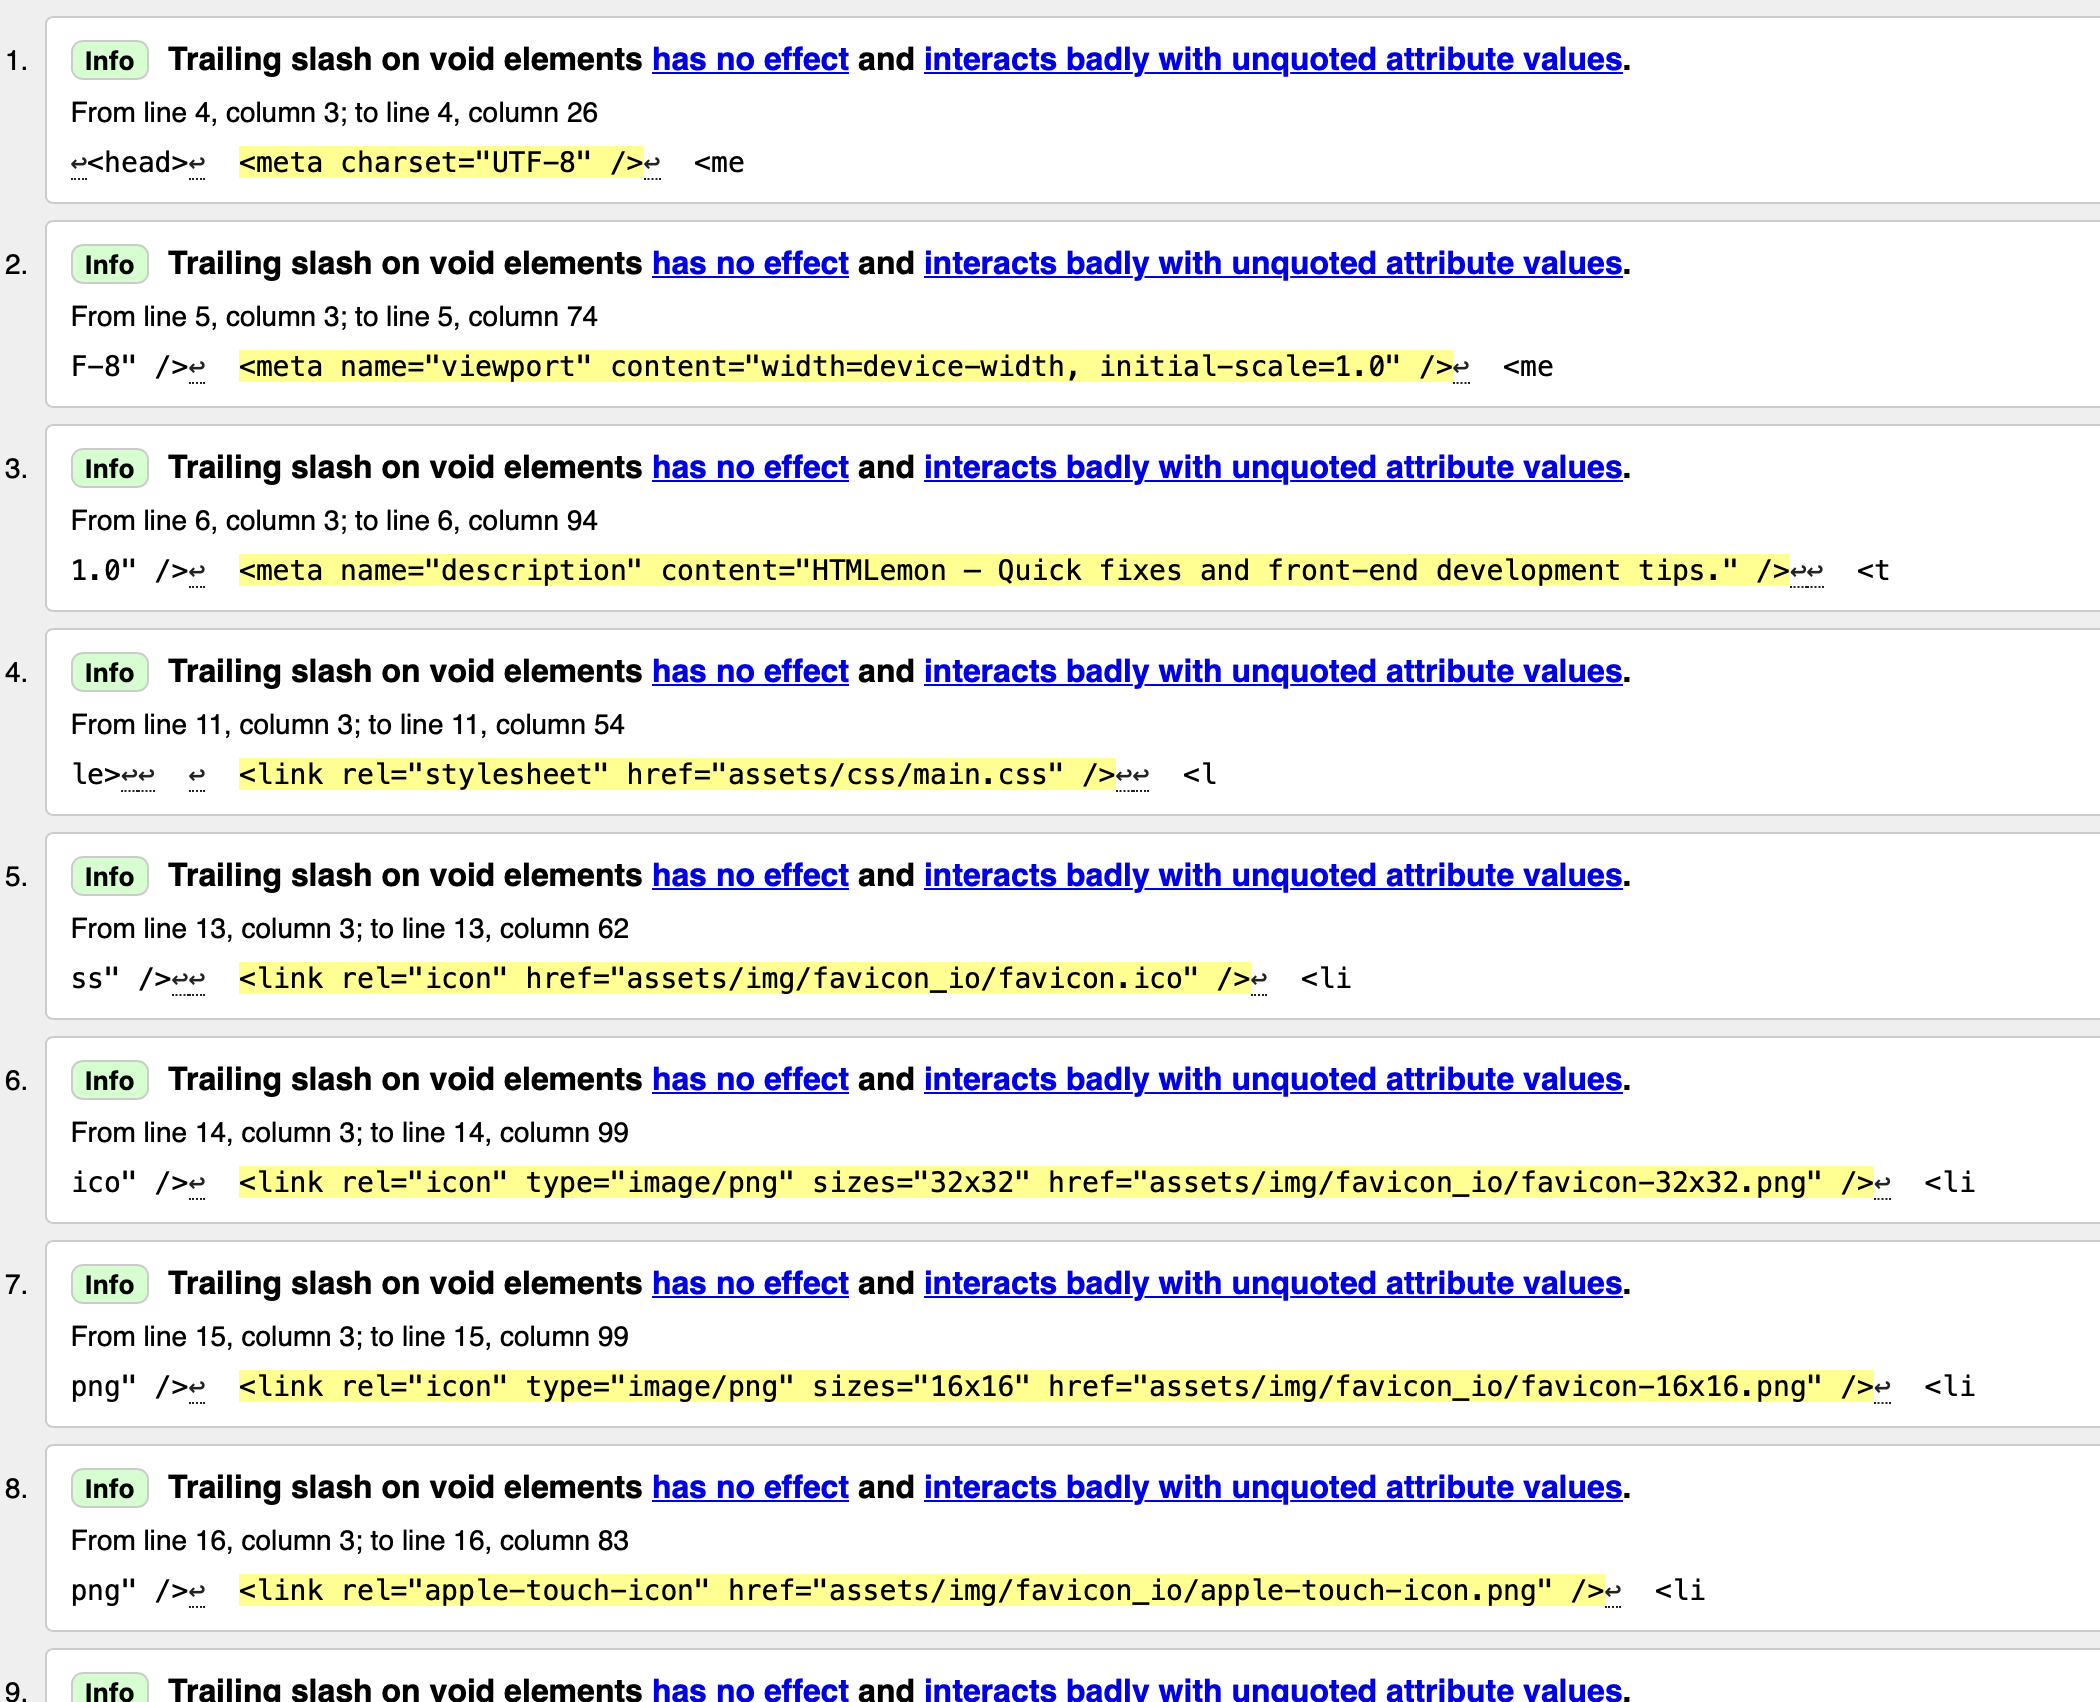 1. Info Trailing slash on void elements has no effect and interacts badly with unquoted attribute values.
From line 4, column 3; to line 4, column 26
↩<head>↩  <meta charset="UTF-8" />↩  <me
2. Info Trailing slash on void elements has no effect and interacts badly with unquoted attribute values.
From line 5, column 3; to line 5, column 74
F-8" />↩  <meta name="viewport" content="width=device-width, initial-scale=1.0" />↩  <me
3. Info Trailing slash on void elements has no effect and interacts badly with unquoted attribute values.
From line 6, column 3; to line 6, column 94
1.0" />↩  <meta name="description" content="HTMLemon – Quick fixes and front-end development tips." />↩↩  <t
4. Info Trailing slash on void elements has no effect and interacts badly with unquoted attribute values.
From line 11, column 3; to line 11, column 54
le>↩↩  ↩  <link rel="stylesheet" href="assets/css/main.css" />↩↩  <l
5. Info Trailing slash on void elements has no effect and interacts badly with unquoted attribute values.
From line 13, column 3; to line 13, column 62
ss" />↩↩  <link rel="icon" href="assets/img/favicon_io/favicon.ico" />↩  <li
6. Info Trailing slash on void elements has no effect and interacts badly with unquoted attribute values.
From line 14, column 3; to line 14, column 99
ico" />↩  <link rel="icon" type="image/png" sizes="32x32" href="assets/img/favicon_io/favicon-32x32.png" />↩  <li
7. Info Trailing slash on void elements has no effect and interacts badly with unquoted attribute values.
From line 15, column 3; to line 15, column 99
png" />↩  <link rel="icon" type="image/png" sizes="16x16" href="assets/img/favicon_io/favicon-16x16.png" />↩  <li
8. Info Trailing slash on void elements has no effect and interacts badly with unquoted attribute values.
From line 16, column 3; to line 16, column 83
png" />↩  <link rel="apple-touch-icon" href="assets/img/favicon_io/apple-touch-icon.png" />↩  <li
9. Info Trailing slash on void elements has no effect and interacts badly with unquoted attribute values.